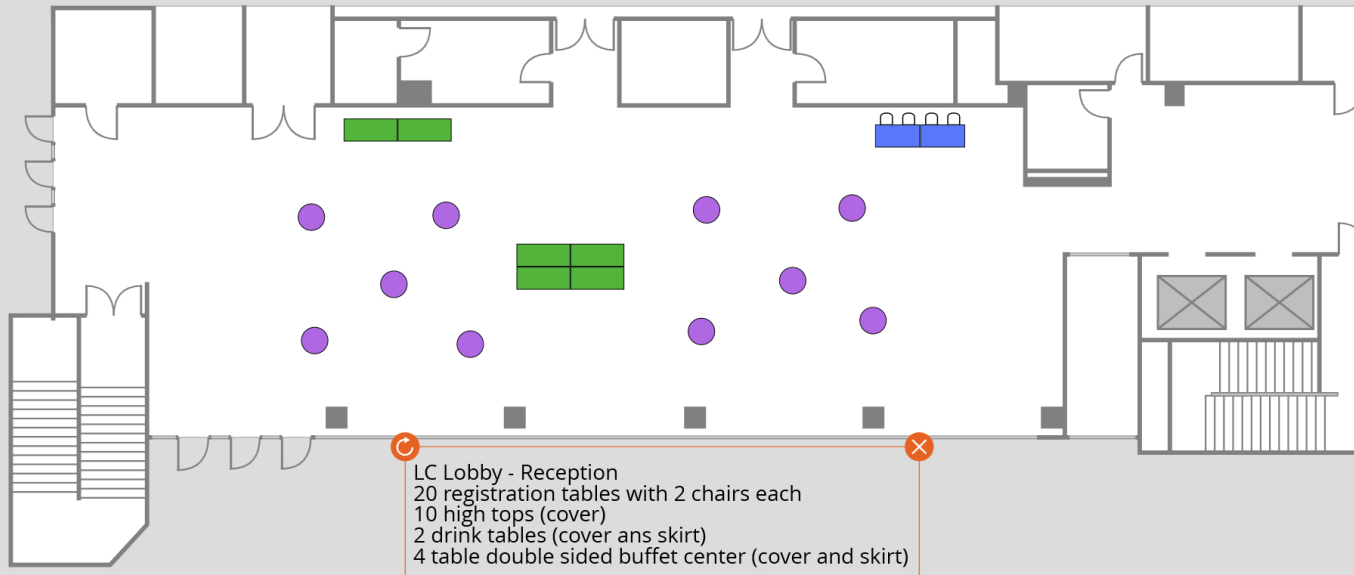 LC Lobby - Reception
20 registration tables with 2 chairs each
10 high tops (cover)
2 drink tables (cover ans skirt)
4 table double sided buffet center (cover and skirt)